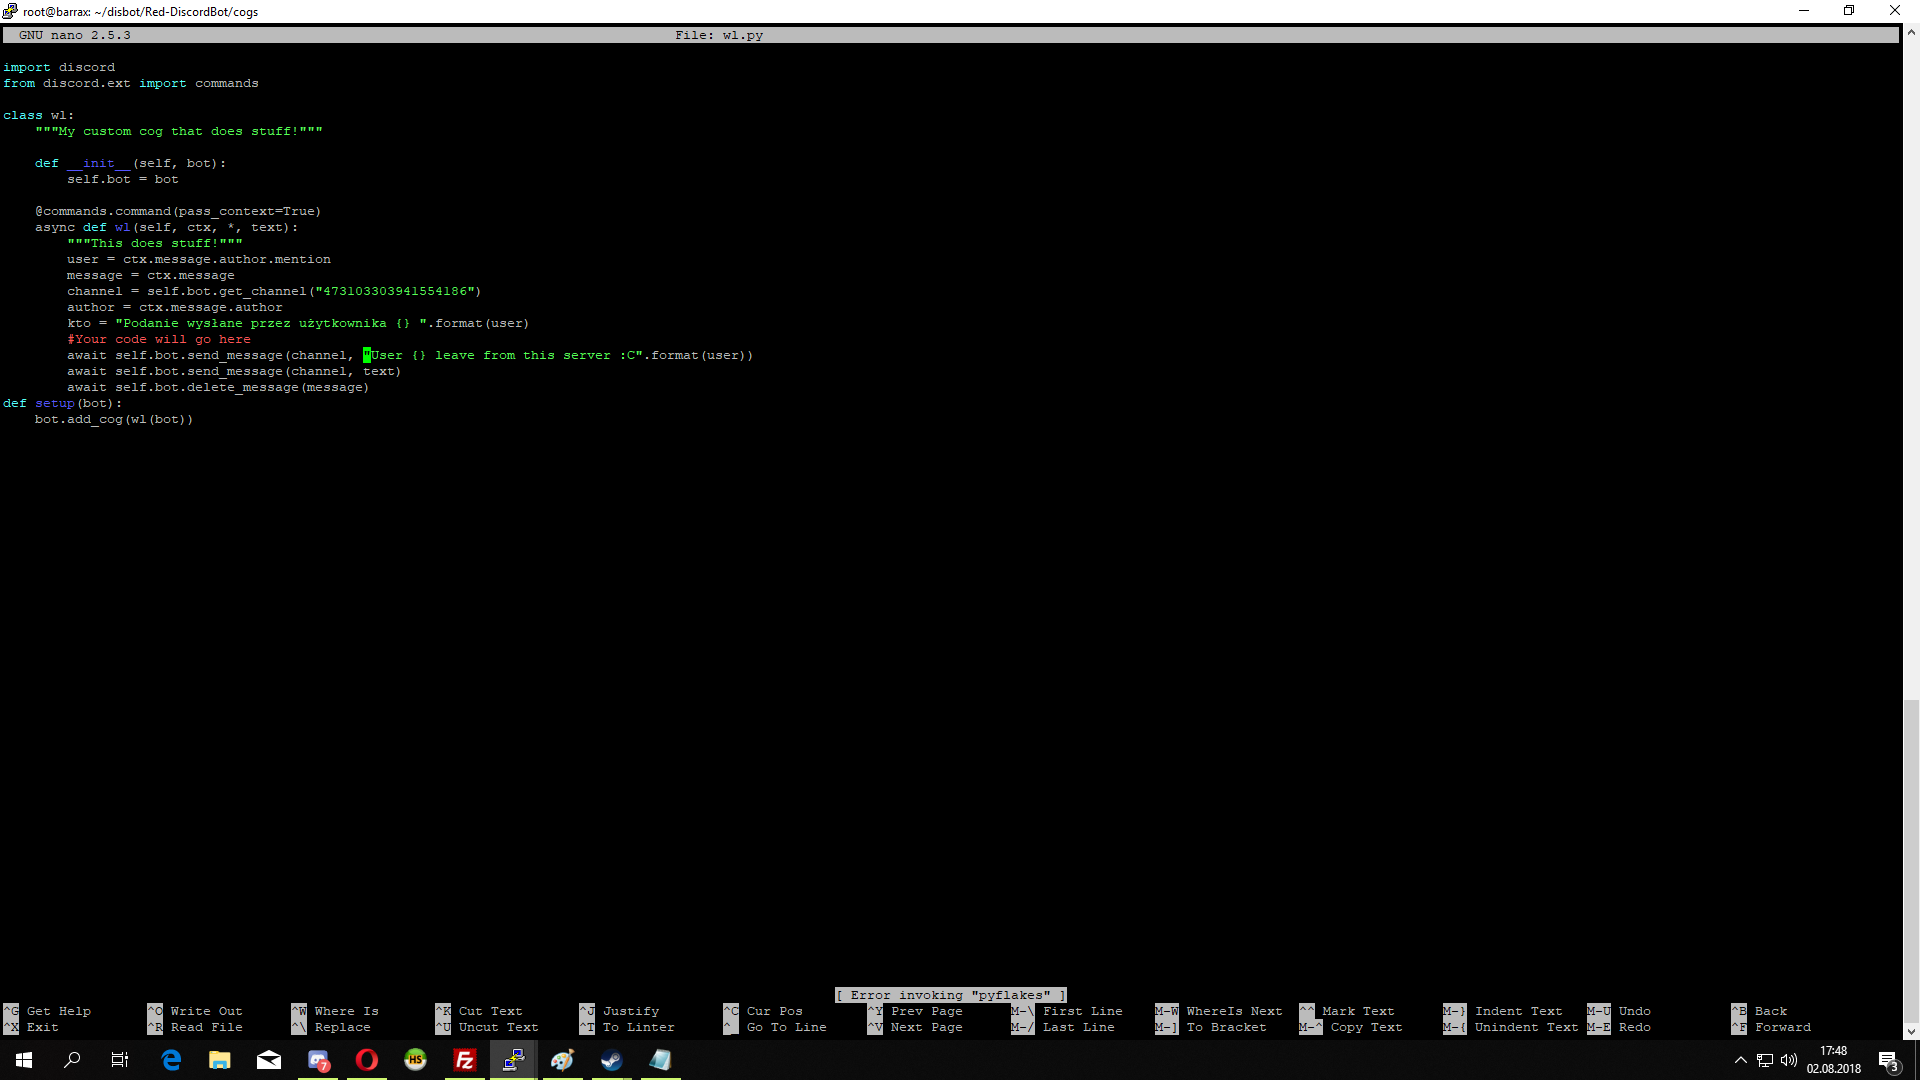 root@barrax: ~/disbot/Red-DiscordBot/cogs
GNU nano 2.5.3 File: wl.py
import discord
from discord.ext import commands
class wl:
"""My custom cog that does stuff!"""
def __init__(self, bot):
self.bot = bot
@commands.command(pass_context=True)
async def wl(self, ctx, *, text):
"""This does stuff!"""
user = ctx.message.author.mention
message = ctx.message
channel = self.bot.get_channel("473103303941554186")
author = ctx.message.author
kto = "Podanie wysłane przez użytkownika {} ".format(user)
#Your code will go here
await self.bot.send_message(channel, "User {} leave from this server :C".format(user))
await self.bot.send_message(channel, text)
await self.bot.delete_message(message)
def setup(bot):
bot.add_cog(wl(bot))
[ Error invoking "pyflakes" ]
^G Get Help ^O Write Out ^W Where Is ^K Cut Text ^J Justify ^C Cur Pos ^Y Prev Page M-\ First Line M-W WhereIs Next ^^ Mark Text M-} Indent Text M-U Undo ^B Back
^X Exit ^R Read File ^\ Replace ^U Uncut Text ^T To Linter ^_ Go To Line ^V Next Page M-/ Last Line M-] To Bracket M-^ Copy Text M-{ Unindent Text M-E Redo ^F Forward
7
HS
FZ
17:48
02.08.2018
3